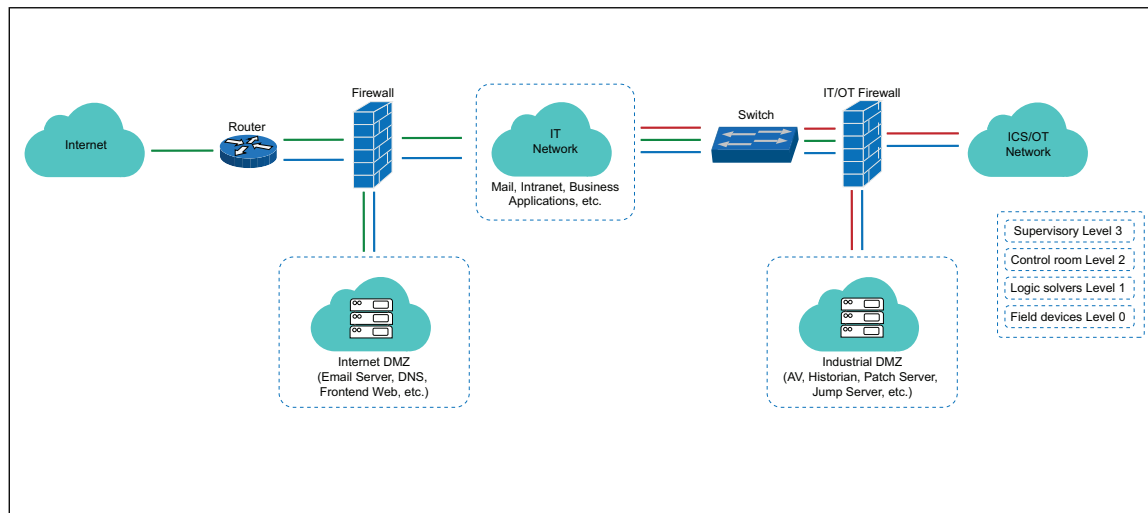 Internet
Router
Firewall
IT
Network
Mail, Intranet, Business
Applications, etc.
Switch
IT/OT Firewall
ICS/OT
Network
Supervisory Level 3
Control room Level 2
Logic solvers Level 1
Field devices Level 0
Internet DMZ
(Email Server, DNS,
Frontend Web, etc.)
Industrial DMZ
(AV, Historian, Patch Server,
Jump Server, etc.)